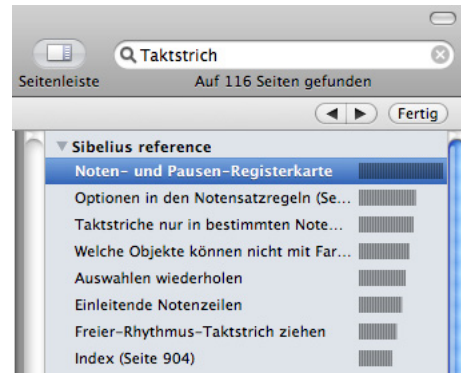 Taktstrich
Seitenleiste Auf 116 Seiten gefunden
Fertig
Sibelius reference
Noten- und Pausen-Registerkarte
Optionen in den Notensatzregeln (Se...
Taktstriche nur in bestimmten Note...
Welche Objekte können nicht mit Far...
Auswahlen wiederholen
Einleitende Notenzeilen
Freier-Rhythmus-Taktstrich ziehen
Index (Seite 904)